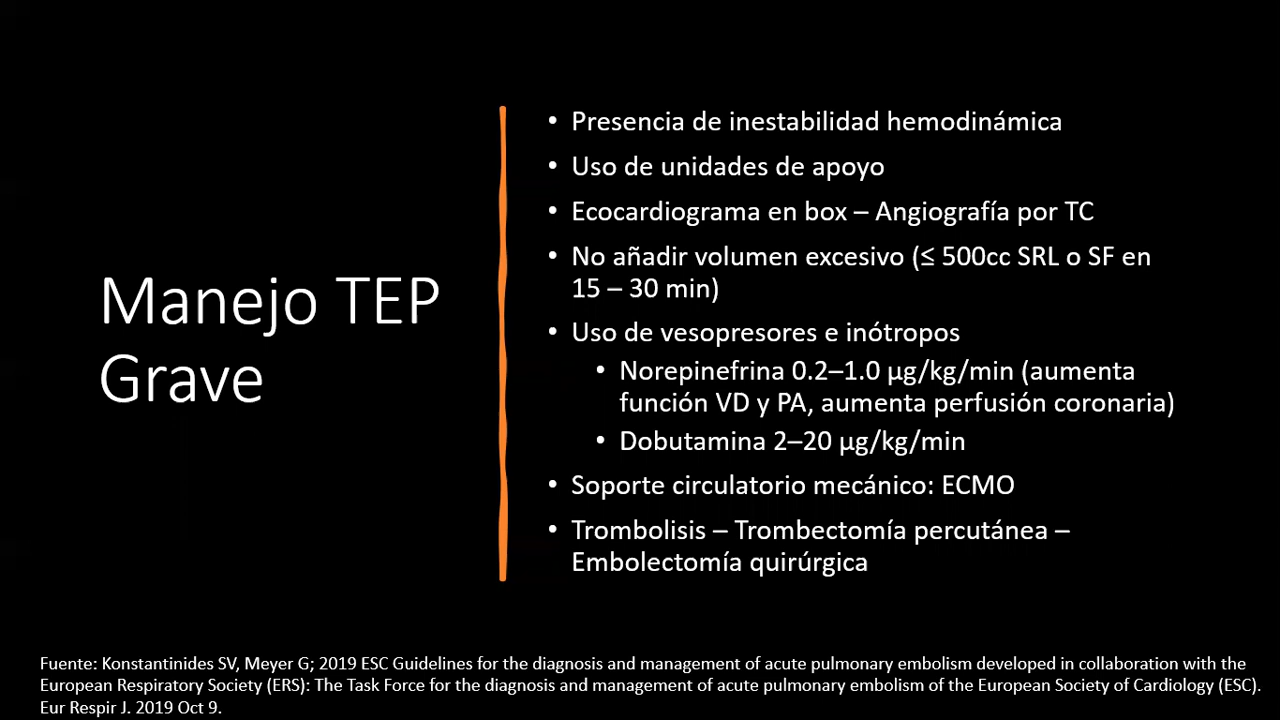 Manejo TEP
Grave
• Presencia de inestabilidad hemodinámica
• Uso de unidades de apoyo
• Ecocardiograma en box – Angiografía por TC
• No añadir volumen excesivo (≤ 500cc SRL o SF en
15 – 30 min)
• Uso de vesopresores e inótropos
• Norepinefrina 0.2–1.0 µg/kg/min (aumenta
función VD y PA, aumenta perfusión coronaria)
• Dobutamina 2–20 µg/kg/min
• Soporte circulatorio mecánico: ECMO
• Trombolisis – Trombectomía percutánea –
Embolectomía quirúrgica
Fuente: Konstantinides SV, Meyer G; 2019 ESC Guidelines for the diagnosis and management of acute pulmonary embolism developed in collaboration with the
European Respiratory Society (ERS): The Task Force for the diagnosis and management of acute pulmonary embolism of the European Society of Cardiology (ESC).
Eur Respir J. 2019 Oct 9.